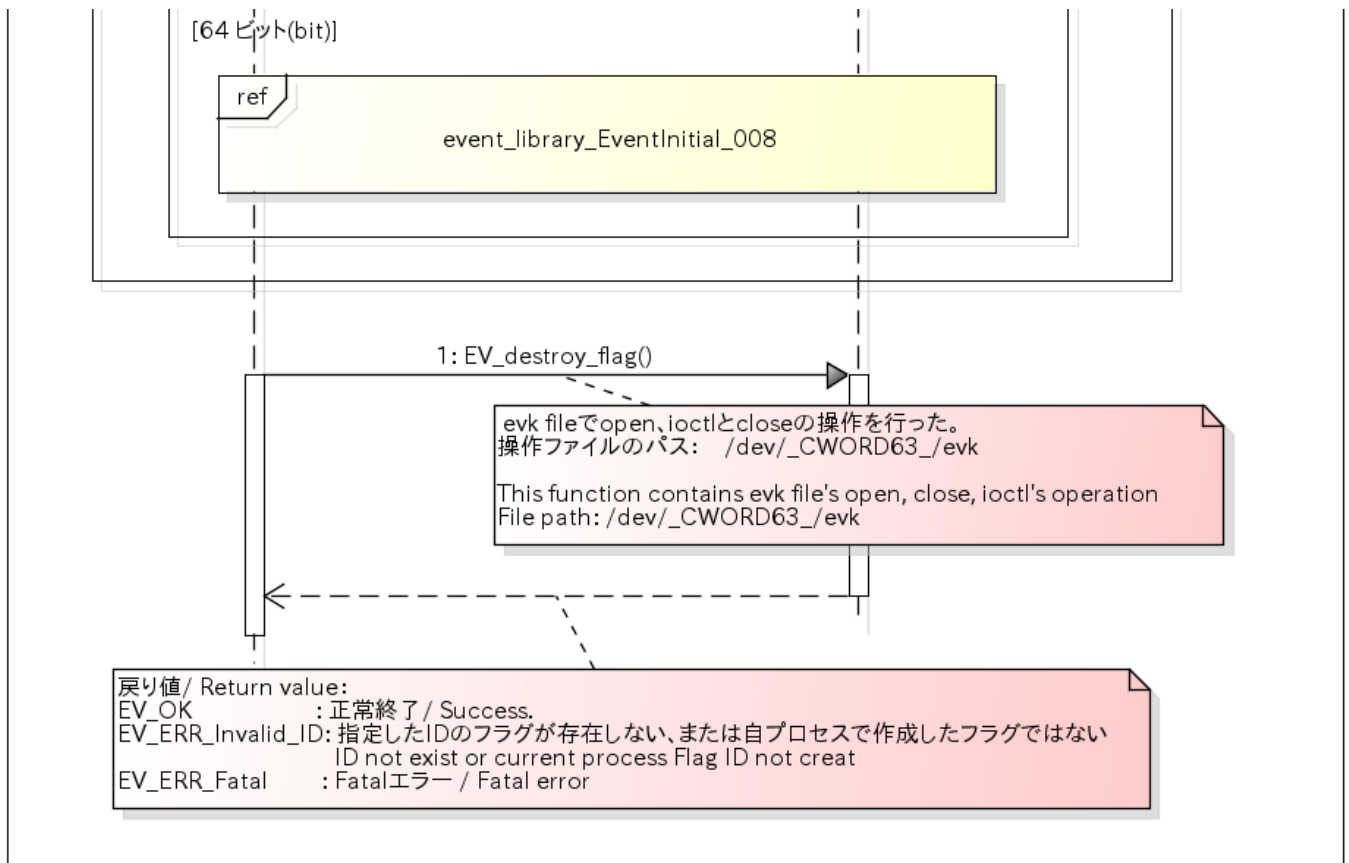 [64 ビット(bit)]
ref
event_library_EventInitial_008
1: EV_destroy_flag()
evk fileでopen、ioctlとcloseの操作を行った。
操作ファイルのパス: /dev/_CWORD63_/evk
This function contains evk file's open, close, ioctl's operation
File path: /dev/_CWORD63_/evk
戻り値/ Return value:
EV_OK : 正常終了/ Success.
EV_ERR_Invalid_ID: 指定したIDのフラグが存在しない、または自プロセスで作成したフラグではない
ID not exist or current process Flag ID not creat
EV_ERR_Fatal : Fatalエラー / Fatal error